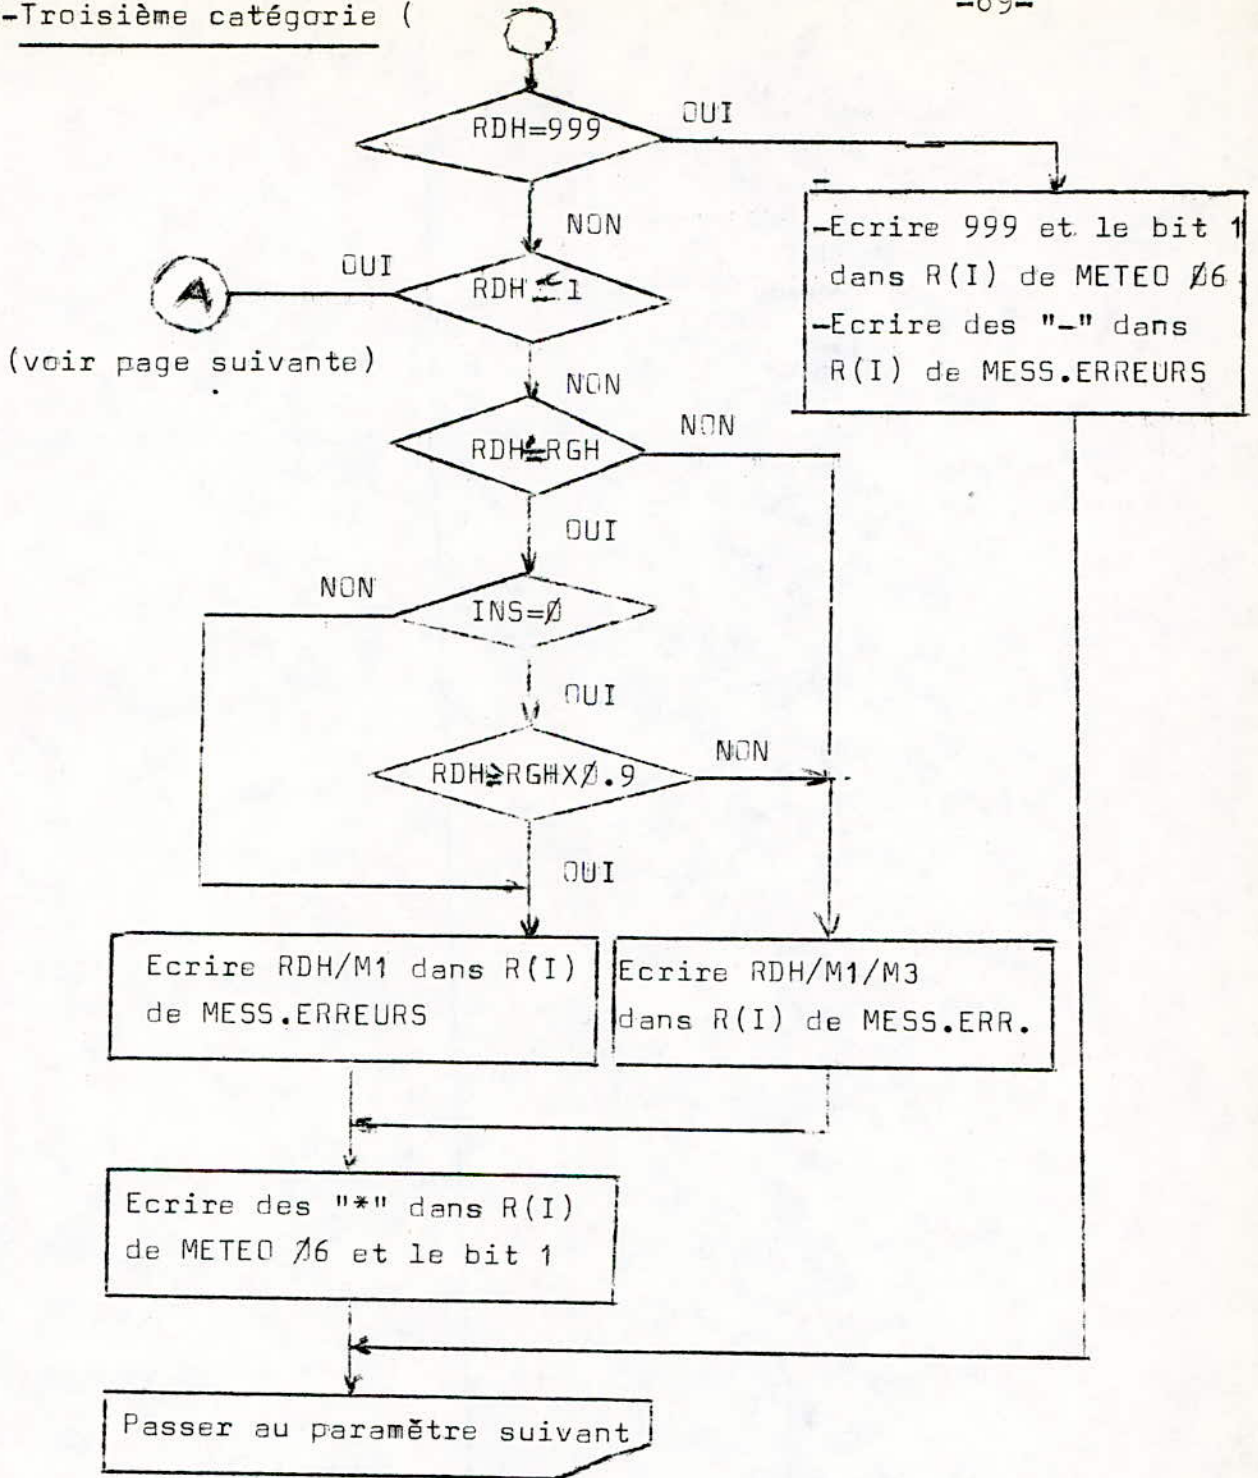 -Troisième catégorie (
-69-
RDH=999
OUI
NON
-Ecrire 999 et le bit 1
dans R(I) de METEO Ø6
-Ecrire des "-" dans
R(I) de MESS.ERREURS
OUI
A
RDH≤1
(voir page suivante)
NON
RDH≤RGH
NON
OUI
NON
INS=Ø
OUI
RDH≥RGHXØ.9
NON
OUI
Ecrire RDH/M1 dans R(I)
de MESS.ERREURS
Ecrire RDH/M1/M3
dans R(I) de MESS.ERR.
Ecrire des "*" dans R(I)
de METEO Ø6 et le bit 1
Passer au paramètre suivant